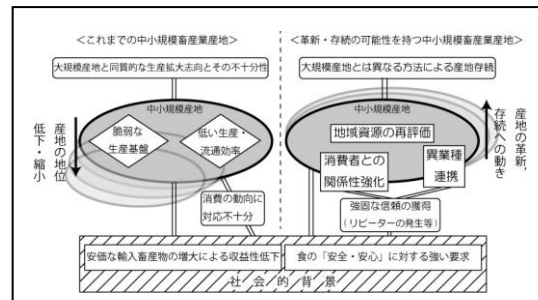 ＜これまでの中小規模畜産業産地＞
大規模産地と同質的な生産拡大志向とその不十分性
中小規模産地
脆弱な
生産基盤
低い生産・
流通効率
産地の地位
低下・縮小
消費の動向に
対応不十分
安価な輸入畜産物の増大による収益性低下
＜革新・存続の可能性を持つ中小規模畜産業産地＞
大規模産地とは異なる方法による産地存続
中小規模産地
地域資源の再評価
消費者との
関係性強化
異業種
連携
産地の革新,
存続への動き
強固な信頼の獲得
(リピーターの発生等)
食の「安全・安心」に対する強い要求
社会的背景